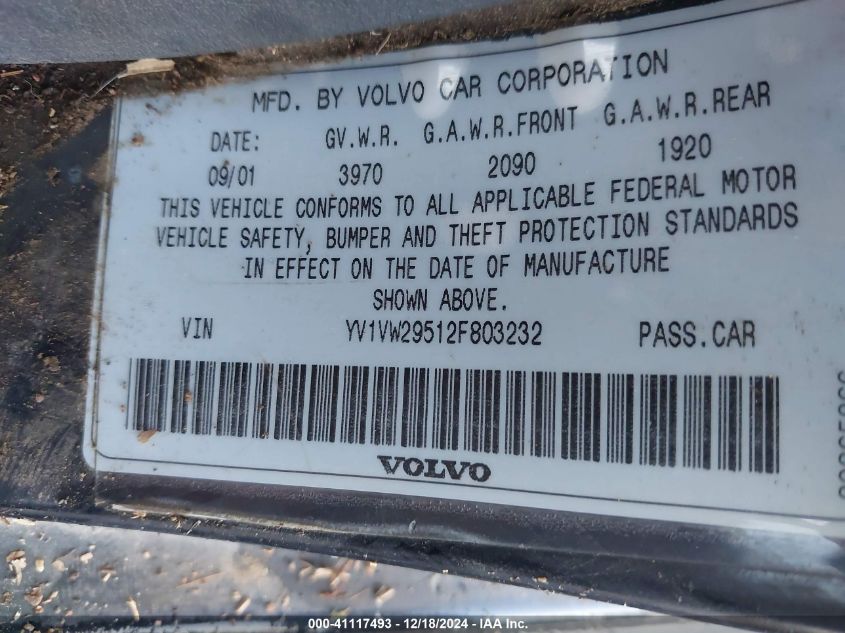 MFD. BY VOLVO CAR CORPORATION
DATE: GV.W.R. G.A.W.R.FRONT G.A.W.R.REAR
09/01 3970 2090 1920
THIS VEHICLE CONFORMS TO ALL APPLICABLE FEDERAL MOTOR
VEHICLE SAFETY, BUMPER AND THEFT PROTECTION STANDARDS
IN EFFECT ON THE DATE OF MANUFACTURE
SHOWN ABOVE.
VIN YV1VW29512F803232 PASS.CAR
VOLVO
000-41117493 - 12/18/2024 - IAA Inc.